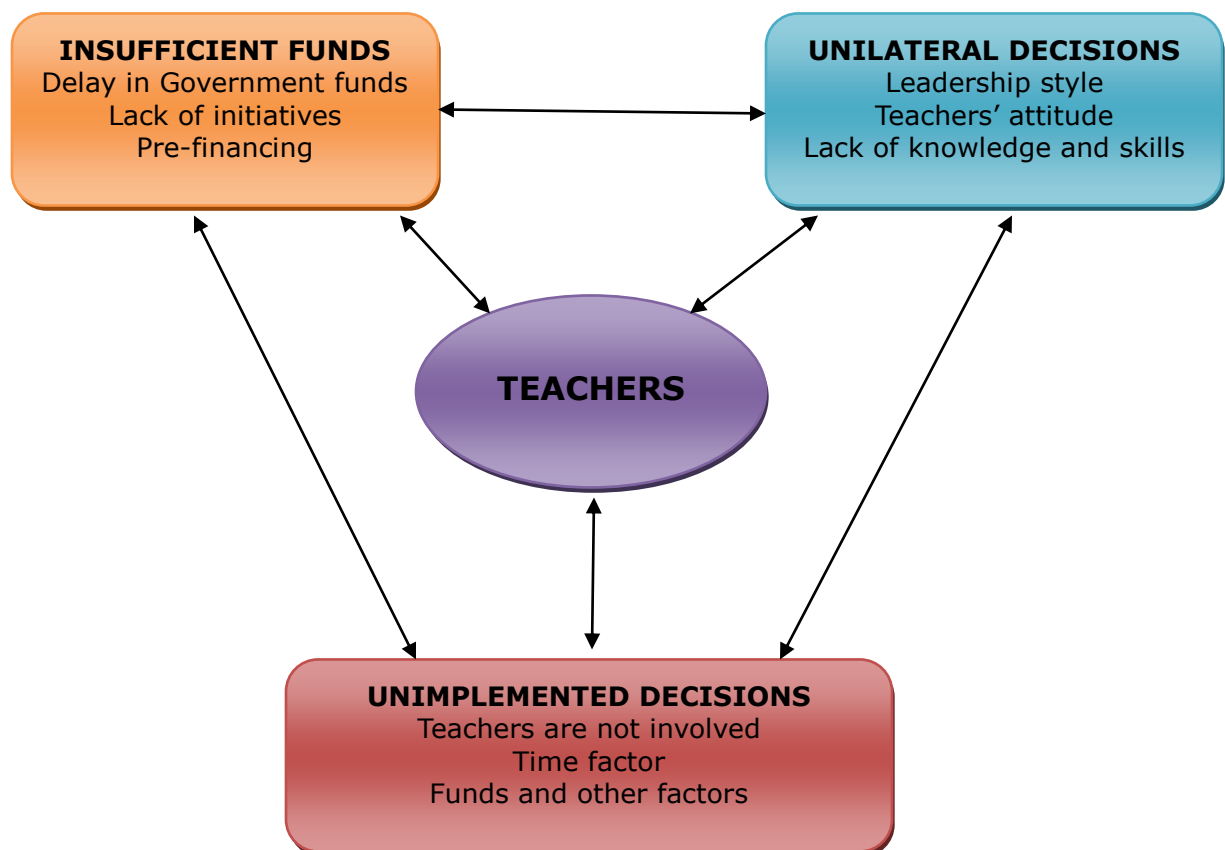 INSUFFICIENT FUNDS
Delay in Government funds
Lack of initiatives
Pre-financing
UNILATERAL DECISIONS
Leadership style
Teachers’ attitude
Lack of knowledge and skills
TEACHERS
UNIMPLEMENTED DECISIONS
Teachers are not involved
Time factor
Funds and other factors